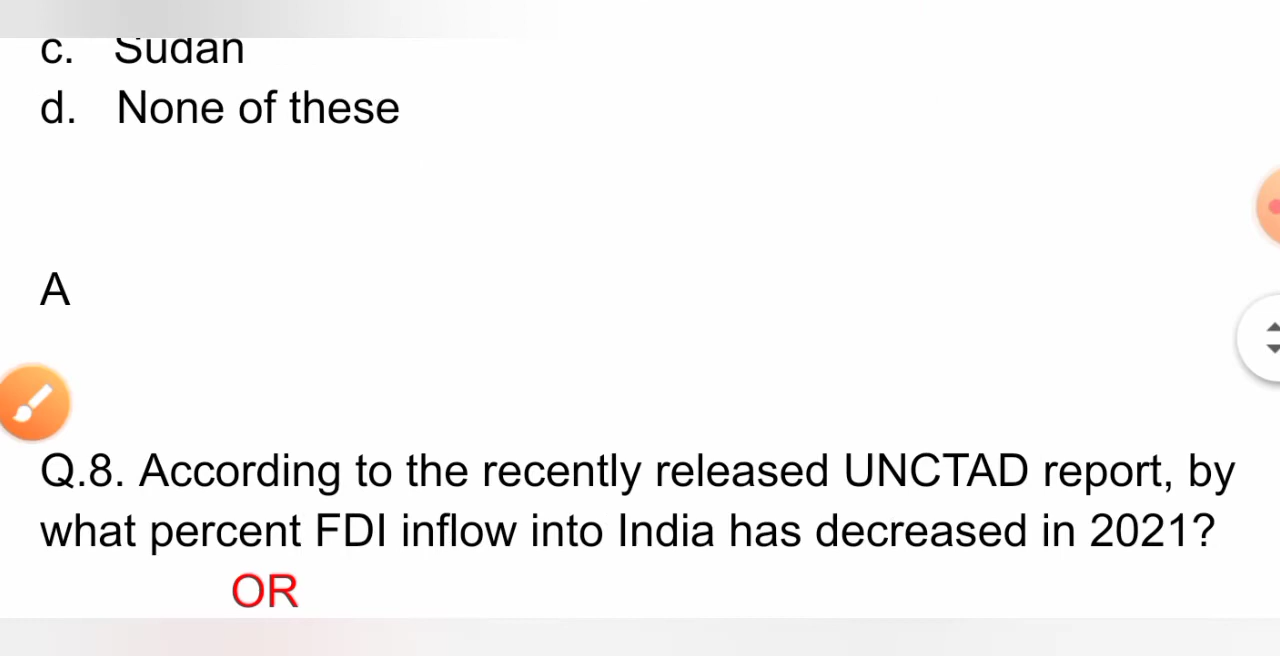 c. Sudan
d. None of these
A
Q.8. According to the recently released UNCTAD report, by
what percent FDI inflow into India has decreased in 2021?
OR